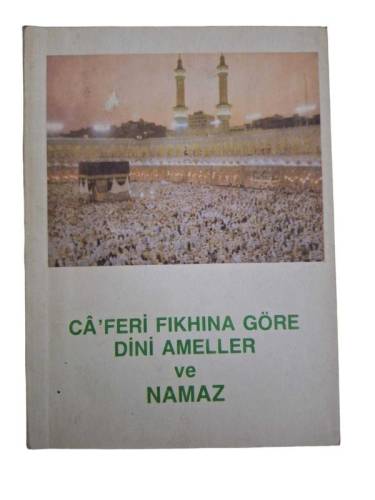 CÂ'FERİ FIKHINA GÖRE
DİNİ AMELLER
ve
NAMAZ